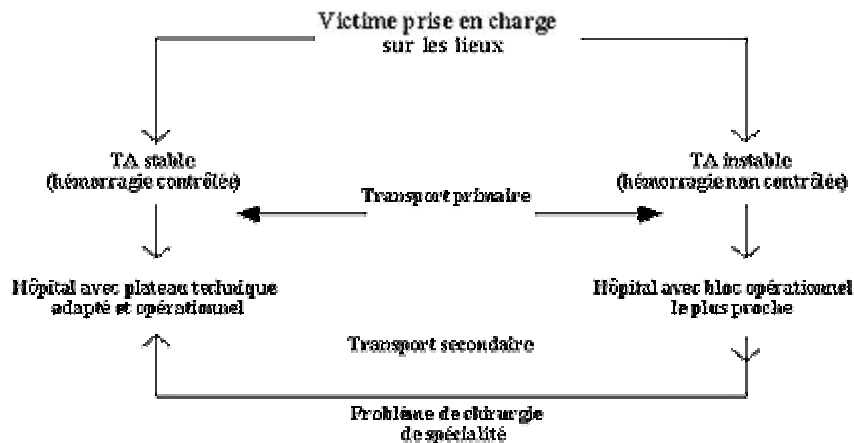 Victime prise en charge
sur les lieux
TA stable
(hémorragie contrôlée)
TA instable
(hémorragie non contrôlée)
Transport primaire
Hôpital avec plateau technique
adapté et opérationnel
Hôpital avec bloc opérationnel
le plus proche
Transport secondaire
Problème de chirurgie
de spécialité